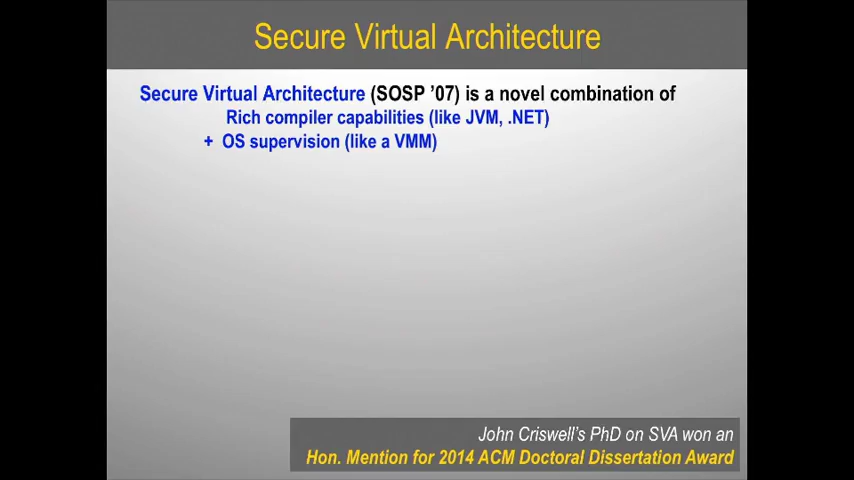 Secure Virtual Architecture
Secure Virtual Architecture (SOSP ’07) is a novel combination of
Rich compiler capabilities (like JVM, .NET)
+ OS supervision (like a VMM)
John Criswell’s PhD on SVA won an
Hon. Mention for 2014 ACM Doctoral Dissertation Award